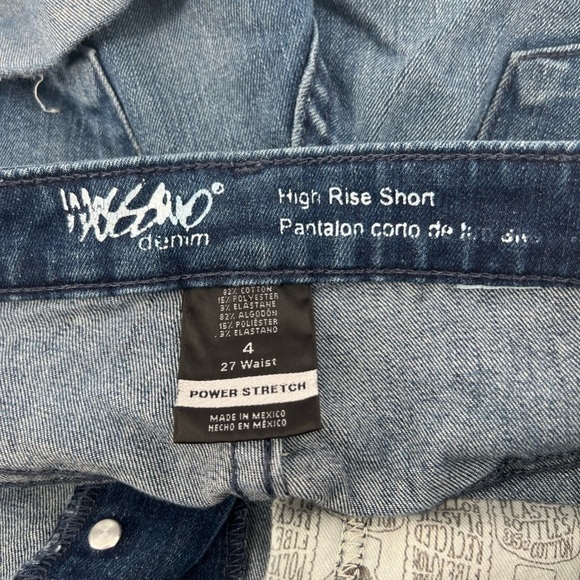 MOSSIMO
denim
High Rise Short
Pantalon corto de
82% COTTON
15% POLYESTER
3% ELASTANE
82% ALGODÓN
15% POLIÉSTER
3% ELASTANO
4
27 Waist
POWER STRETCH
MADE IN MEXICO
HECHO EN MÉXICO